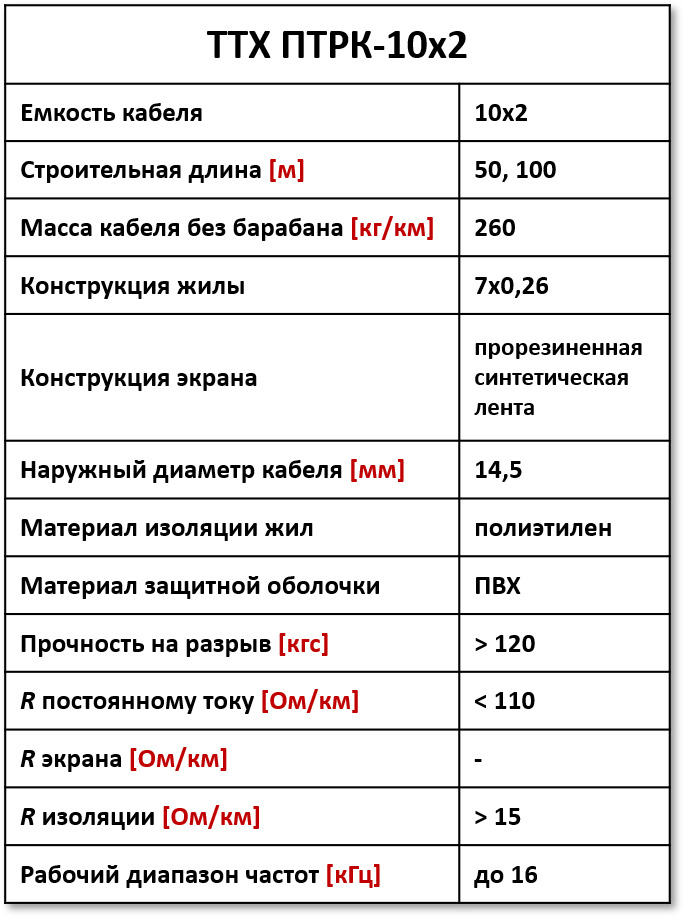 ТТХ ПТРК-10х2
Емкость кабеля 10х2
Строительная длина [м] 50, 100
Масса кабеля без барабана [кг/км] 260
Конструкция жилы 7х0,26
Конструкция экрана прорезиненная
синтетическая
лента
Наружный диаметр кабеля [мм] 14,5
Материал изоляции жил полиэтилен
Материал защитной оболочки ПВХ
Прочность на разрыв [кгс] > 120
R постоянному току [Ом/км] < 110
R экрана [Ом/км] -
R изоляции [Ом/км] > 15
Рабочий диапазон частот [кГц] до 16